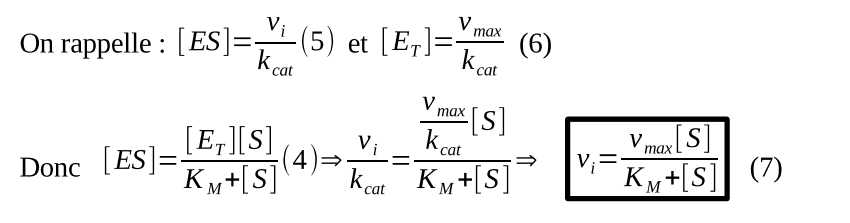 On rappelle : [ES]=v_i/k_cat (5) et [E_T]=v_max/k_cat (6)
Donc [ES]=[E_T][S]/(K_M+[S]) (4)⇒ v_i/k_cat=(v_max/k_cat [S])/(K_M+[S]) ⇒ v_i=v_max[S]/(K_M+[S]) (7)